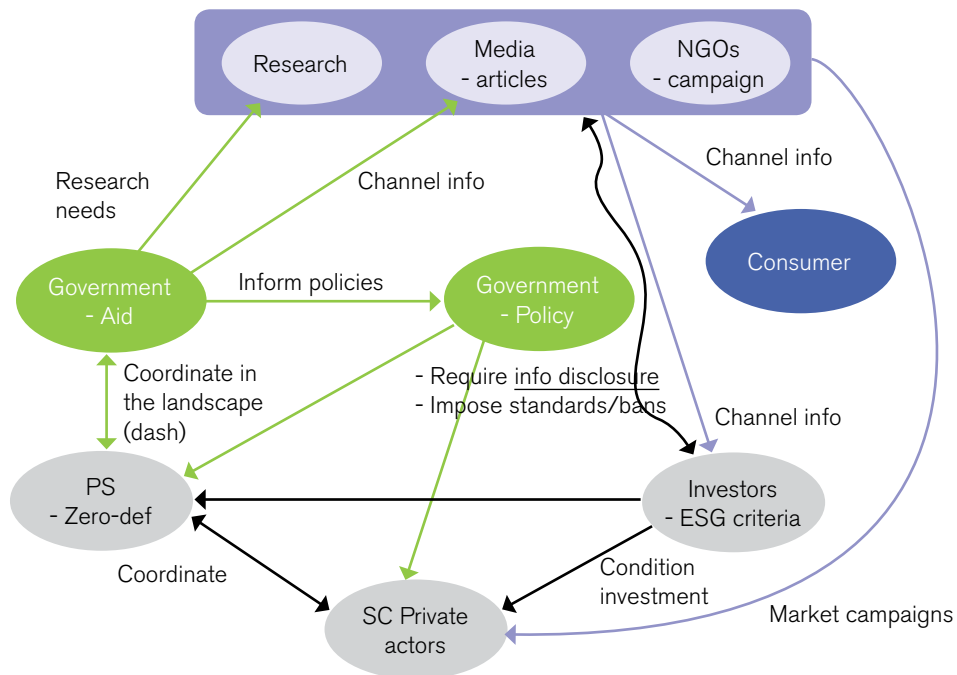 Research
Media
- articles
NGOs
- campaign
Research
needs
Channel info
Channel info
Consumer
Government
- Aid
Inform policies
Government
- Policy
Coordinate in
the landscape
(dash)
- Require info disclosure
- Impose standards/bans
Channel info
PS
- Zero-def
Investors
- ESG criteria
Coordinate
Condition
investment
SC Private
actors
Market campaigns